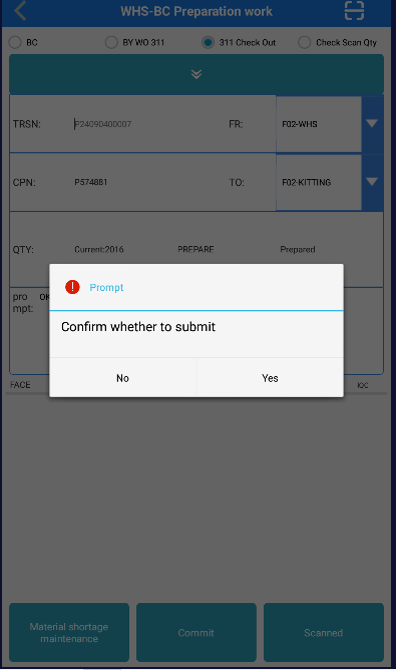 WHS-BC Preparation work
BC BY WO 311 311 Check Out Check Scan Qty
TRSN: P24090400007 FR: F02-WHS
CPN: P574881 TO: F02-KITTING
QTY: Current:2016 PREPARE Prepared
pro OK
mpt:
Prompt
Confirm whether to submit
No Yes
FACE
Material shortage
maintenance
Commit
Scanned